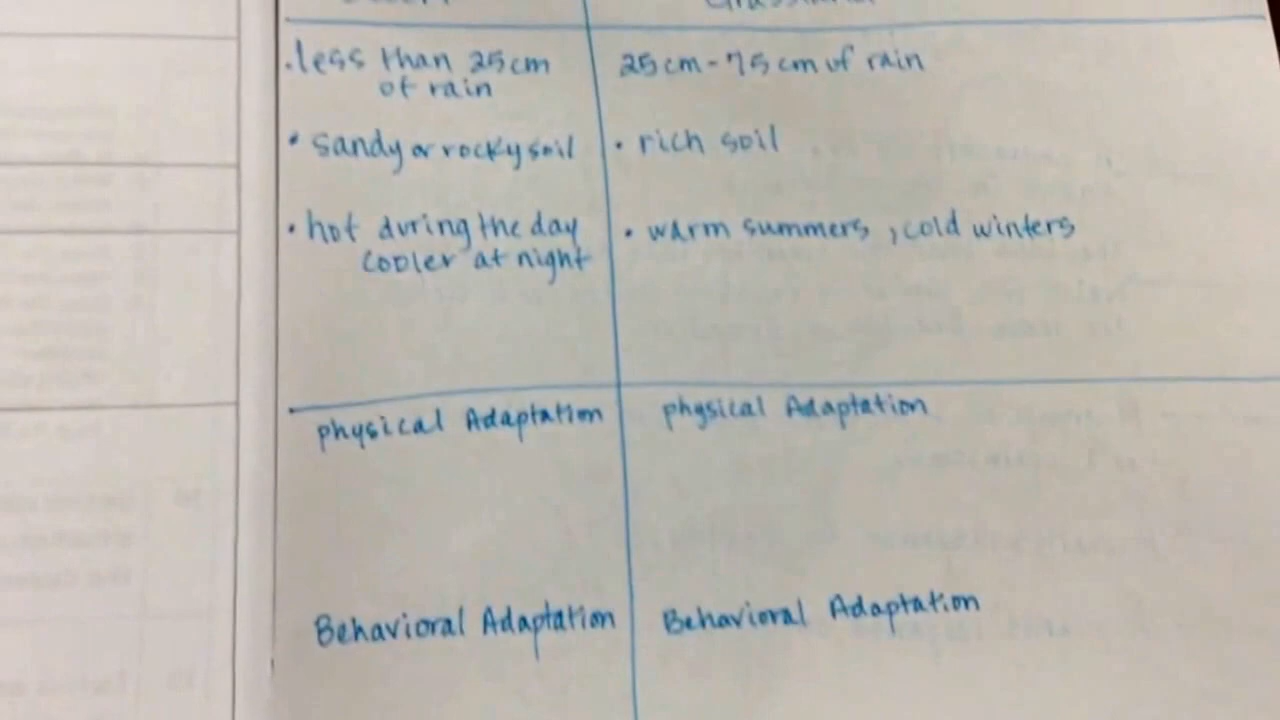 .less than 25cm
of rain
• sandy or rocky soil
• hot during the day
cooler at night
25cm - 75cm of rain
• rich soil
• warm summers, cold winters
physical Adaptation
Behavioral Adaptation
physical Adaptation
Behavioral Adaptation